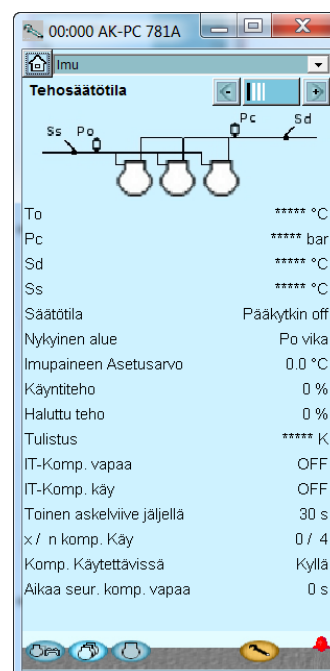 00:000 AK-PC 781A
Imu
Tehosäätötila
Ss Po Pc Sd
To ***** °C
Pc ***** bar
Sd ***** °C
Ss ***** °C
Säätötila Pääkytkin off
Nykyinen alue Po vika
Imupaineen Asetusarvo 0.0 °C
Käyntiteho 0 %
Haluttu teho 0 %
Tulistus ***** K
IT-Komp. vapaa OFF
IT-Komp. käy OFF
Toinen askelviive jäljellä 30 s
x / n komp. Käy 0 / 4
Komp. Käytettävissä Kyllä
Aikaa seur. komp. vapaa 0 s